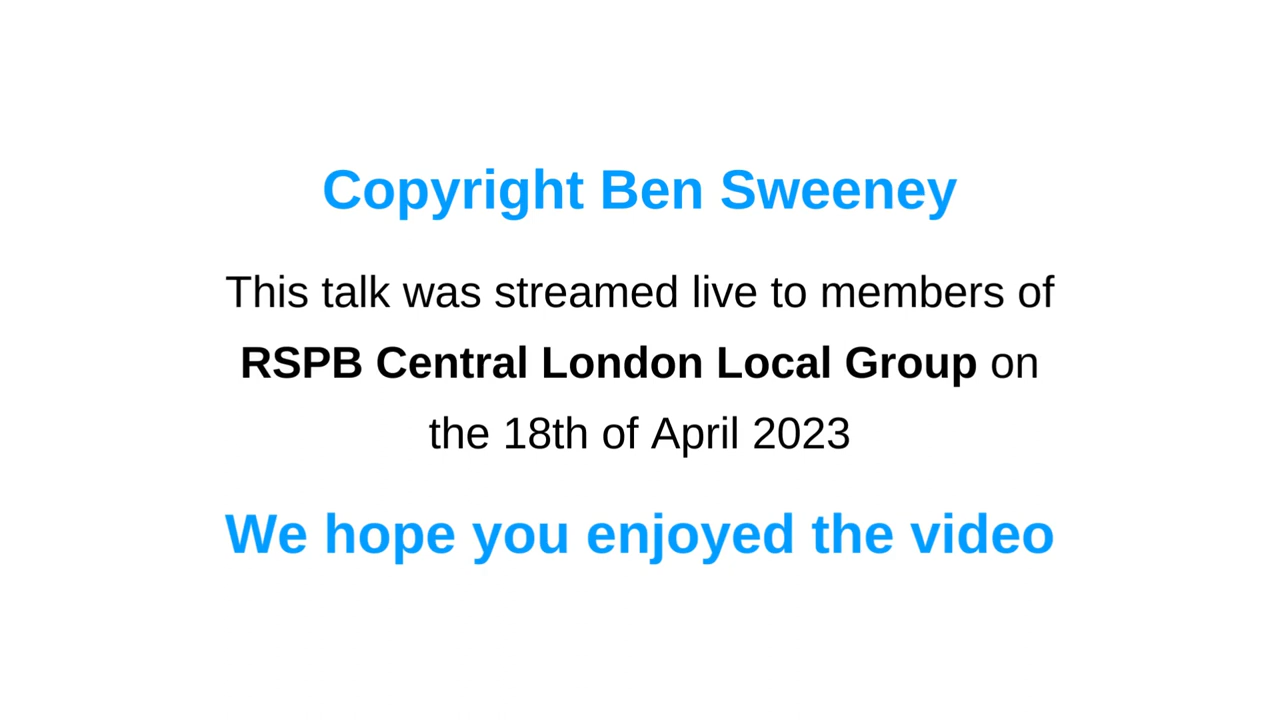 Copyright Ben Sweeney
This talk was streamed live to members of
RSPB Central London Local Group on
the 18th of April 2023
We hope you enjoyed the video